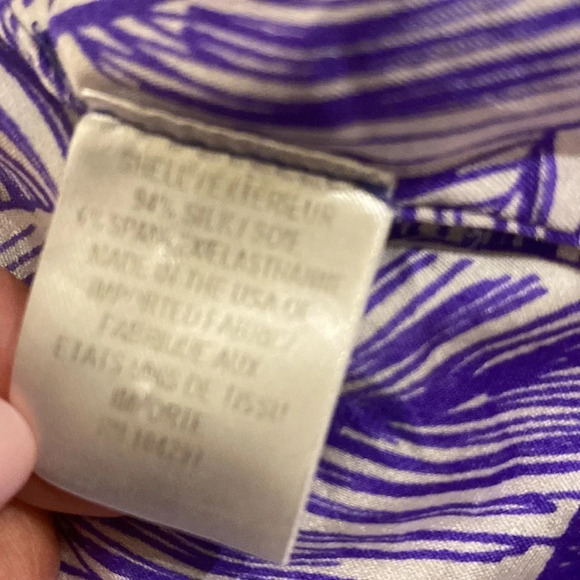 SHELL/EXTERIEUR
94% SILK/SOIE
6% SPANDEX/ELASTHANNE
MADE IN THE USA OF
IMPORTED FABRIC/
FABRIQUE AUX
ETATS UNIS DE TISSU
IMPORTE